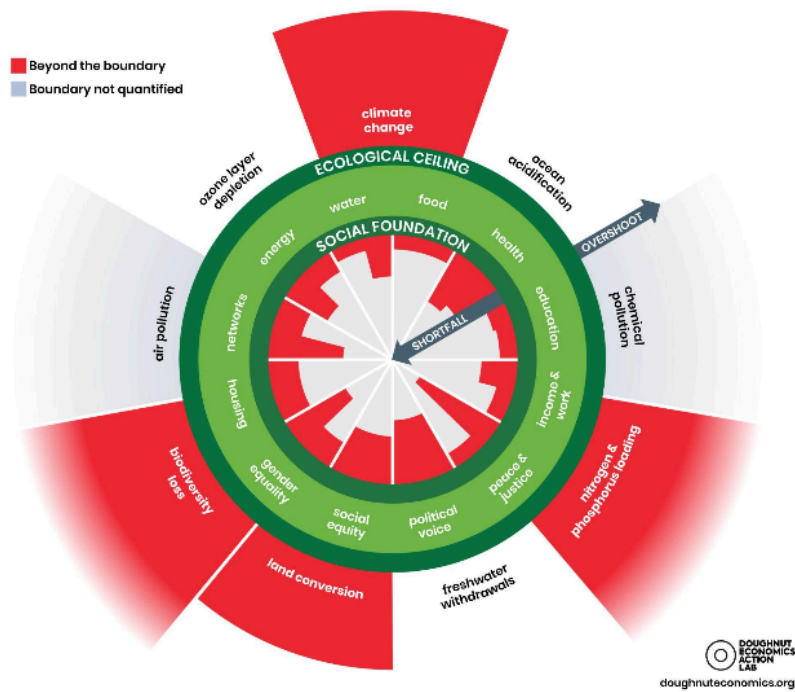 Beyond the boundary
Boundary not quantified
climate
change
ozone layer
depletion
ocean
acidification
ECOLOGICAL CEILING
water
food
energy
health
SOCIAL FOUNDATION
OVERSHOOT
SHORTFALL
air pollution
networks
education
chemical
pollution
housing
income &
work
biodiversity
loss
gender
equality
social
equity
political
voice
peace &
justice
nitrogen &
phosphorus loading
land conversion
freshwater
withdrawals
DOUGHNUT
ECONOMICS
ACTION
LAB
doughnuteconomics.org